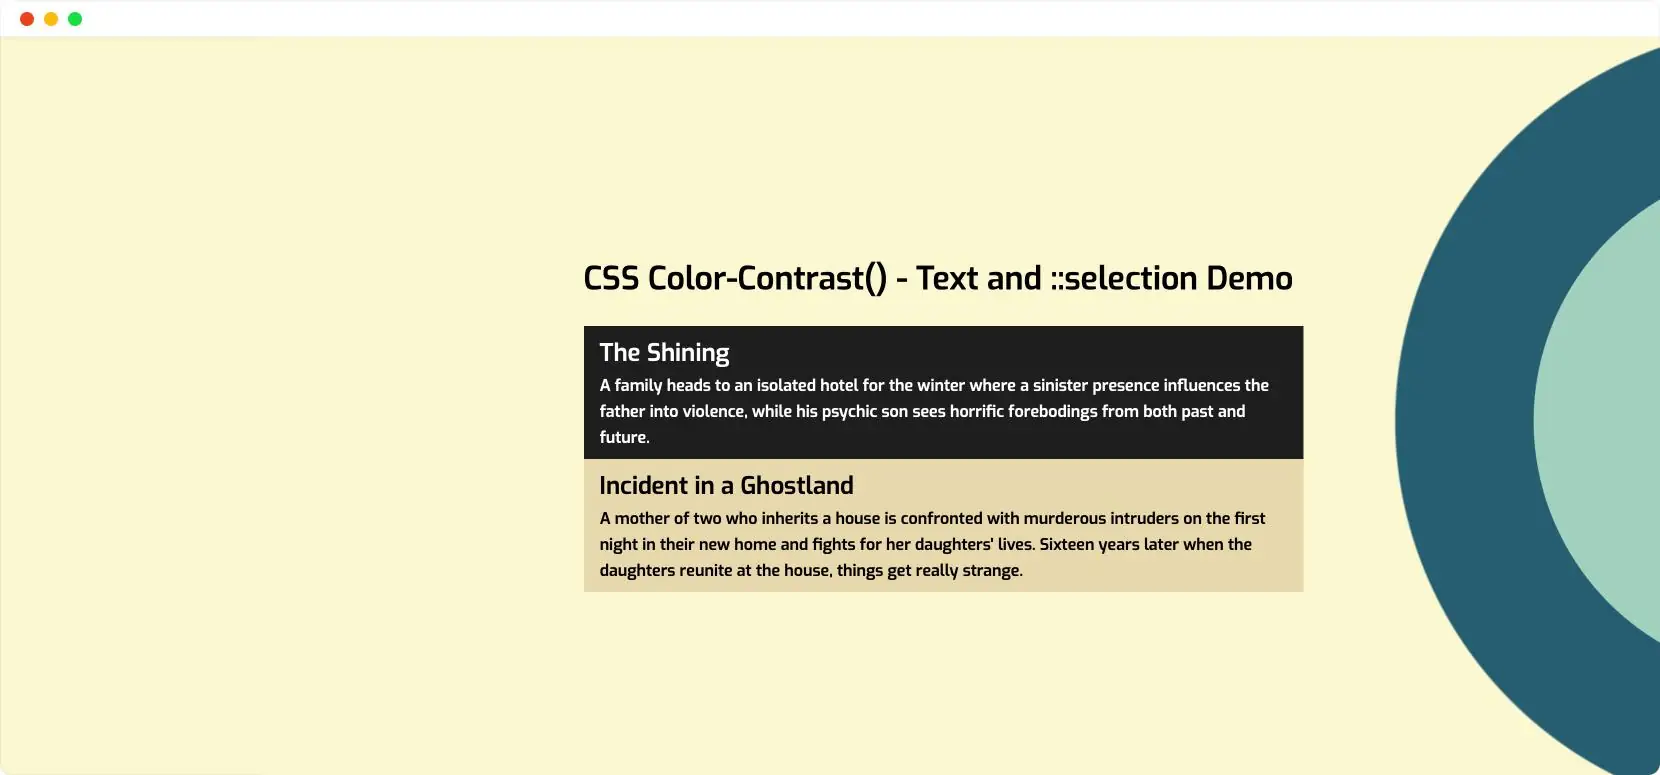 CSS Color-Contrast() - Text and ::selection Demo
The Shining
A family heads to an isolated hotel for the winter where a sinister presence influences the
father into violence, while his psychic son sees horrific forebodings from both past and
future.
Incident in a Ghostland
A mother of two who inherits a house is confronted with murderous intruders on the first
night in their new home and fights for her daughters' lives. Sixteen years later when the
daughters reunite at the house, things get really strange.